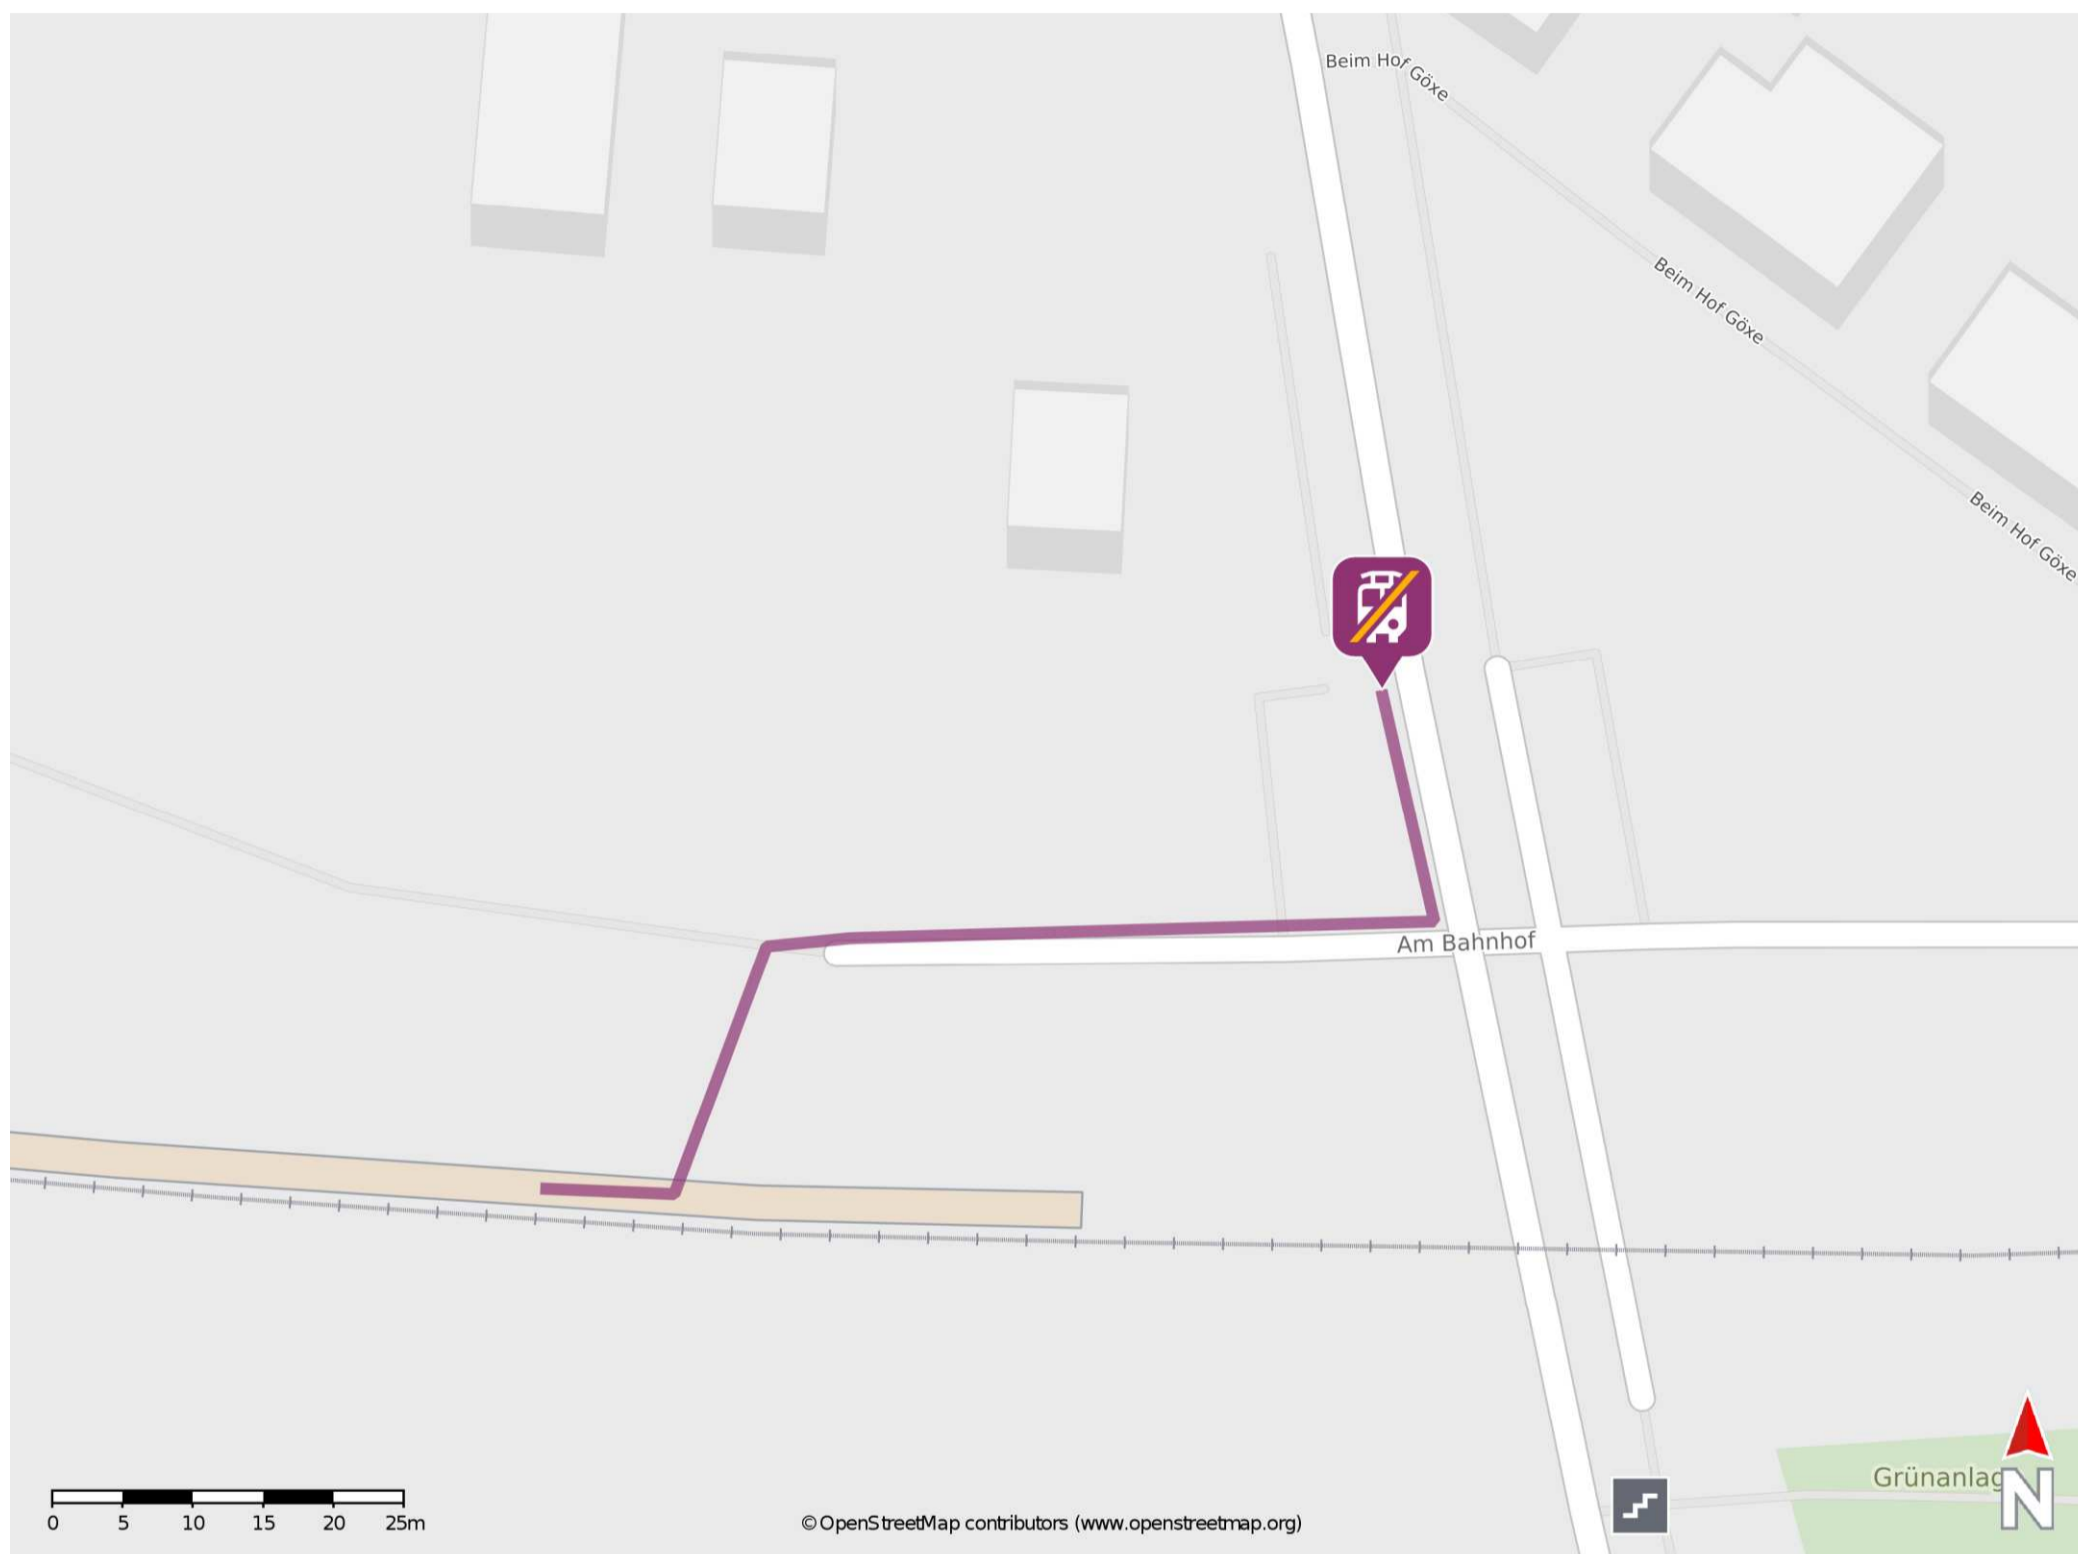 Beim Hof Göxe
Beim Hof Göxe
Beim Hof Göxe
Am Bahnhof
Grünanlag
N
0 5 10 15 20 25m
©OpenStreetMap contributors (www.openstreetmap.org)